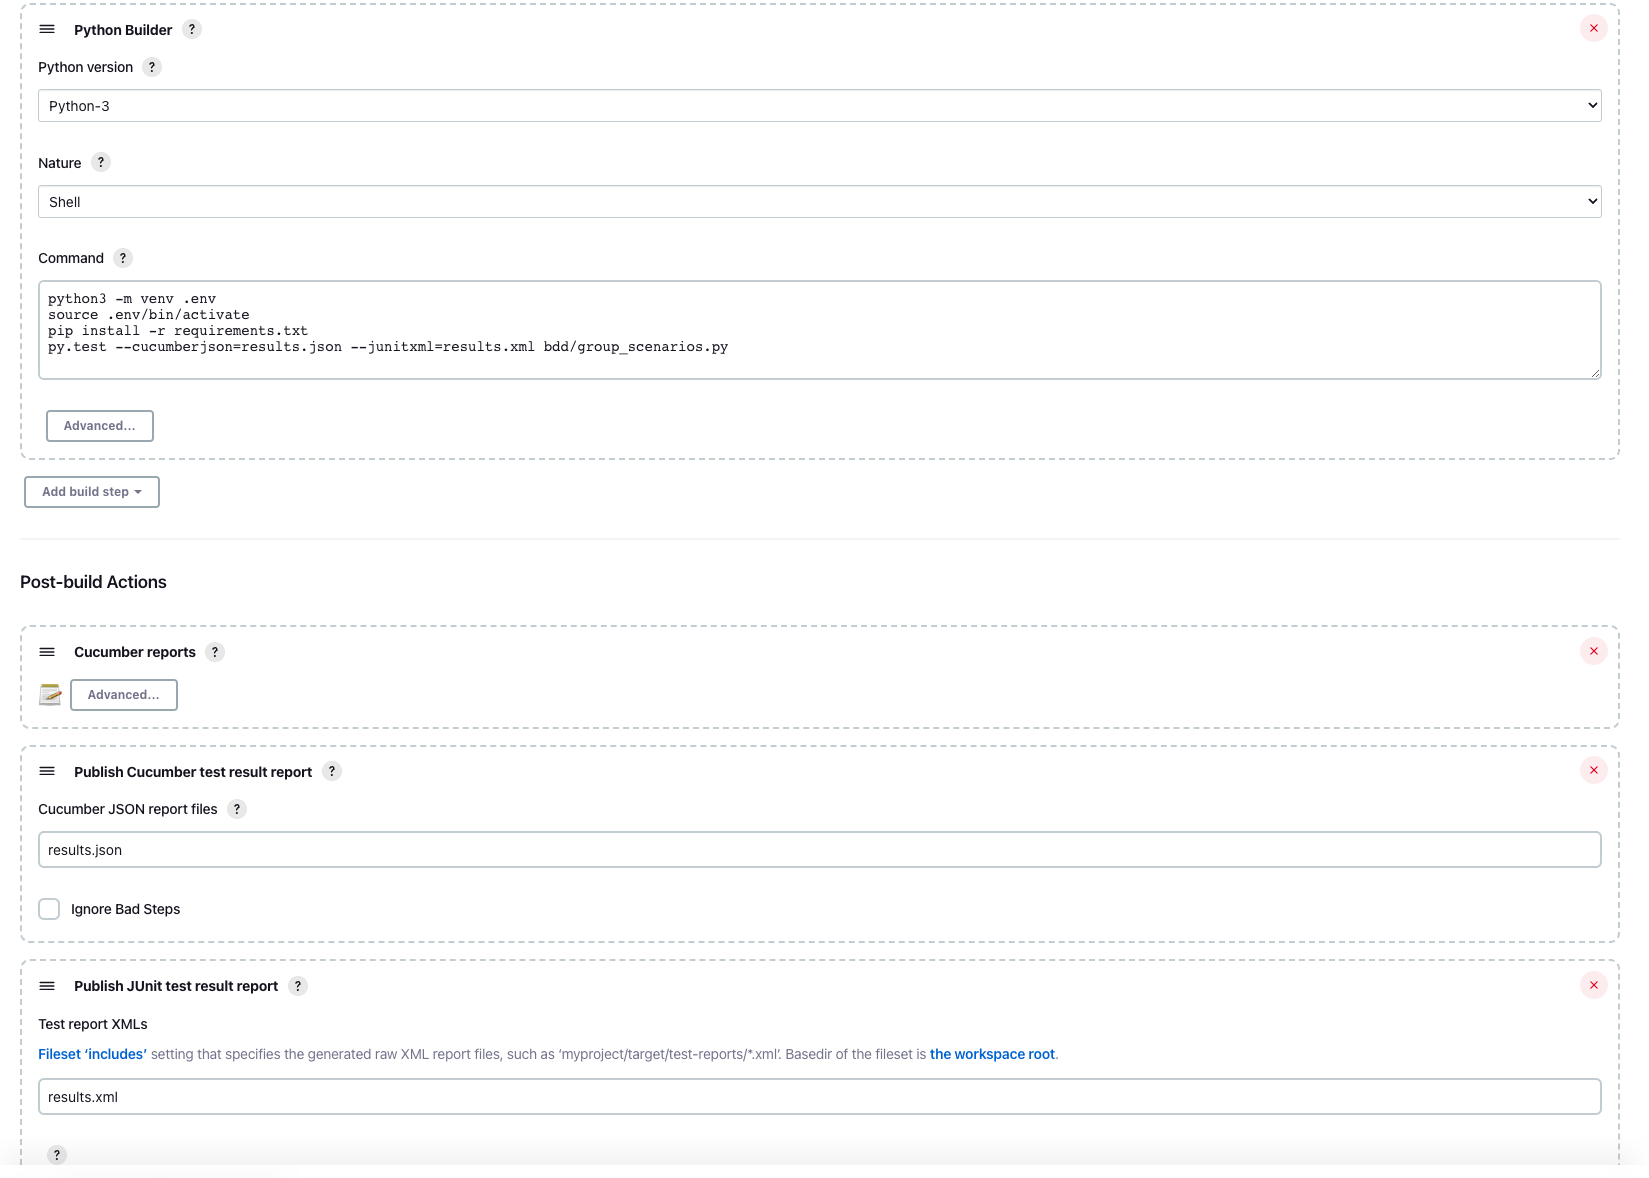 Python Builder ?
Python version ?
Python-3
Nature ?
Shell
Command ?
python3 -m venv .env
source .env/bin/activate
pip install -r requirements.txt
py.test --cucumberjson=results.json --junitxml=results.xml bdd/group_scenarios.py
Advanced...
Add build step
Post-build Actions
Cucumber reports ?
Advanced...
Publish Cucumber test result report ?
Cucumber JSON report files ?
results.json
Ignore Bad Steps
Publish JUnit test result report ?
Test report XMLs
Fileset ‘includes’ setting that specifies the generated raw XML report files, such as ‘myproject/target/test-reports/*.xml’. Basedir of the fileset is the workspace root.
results.xml
?